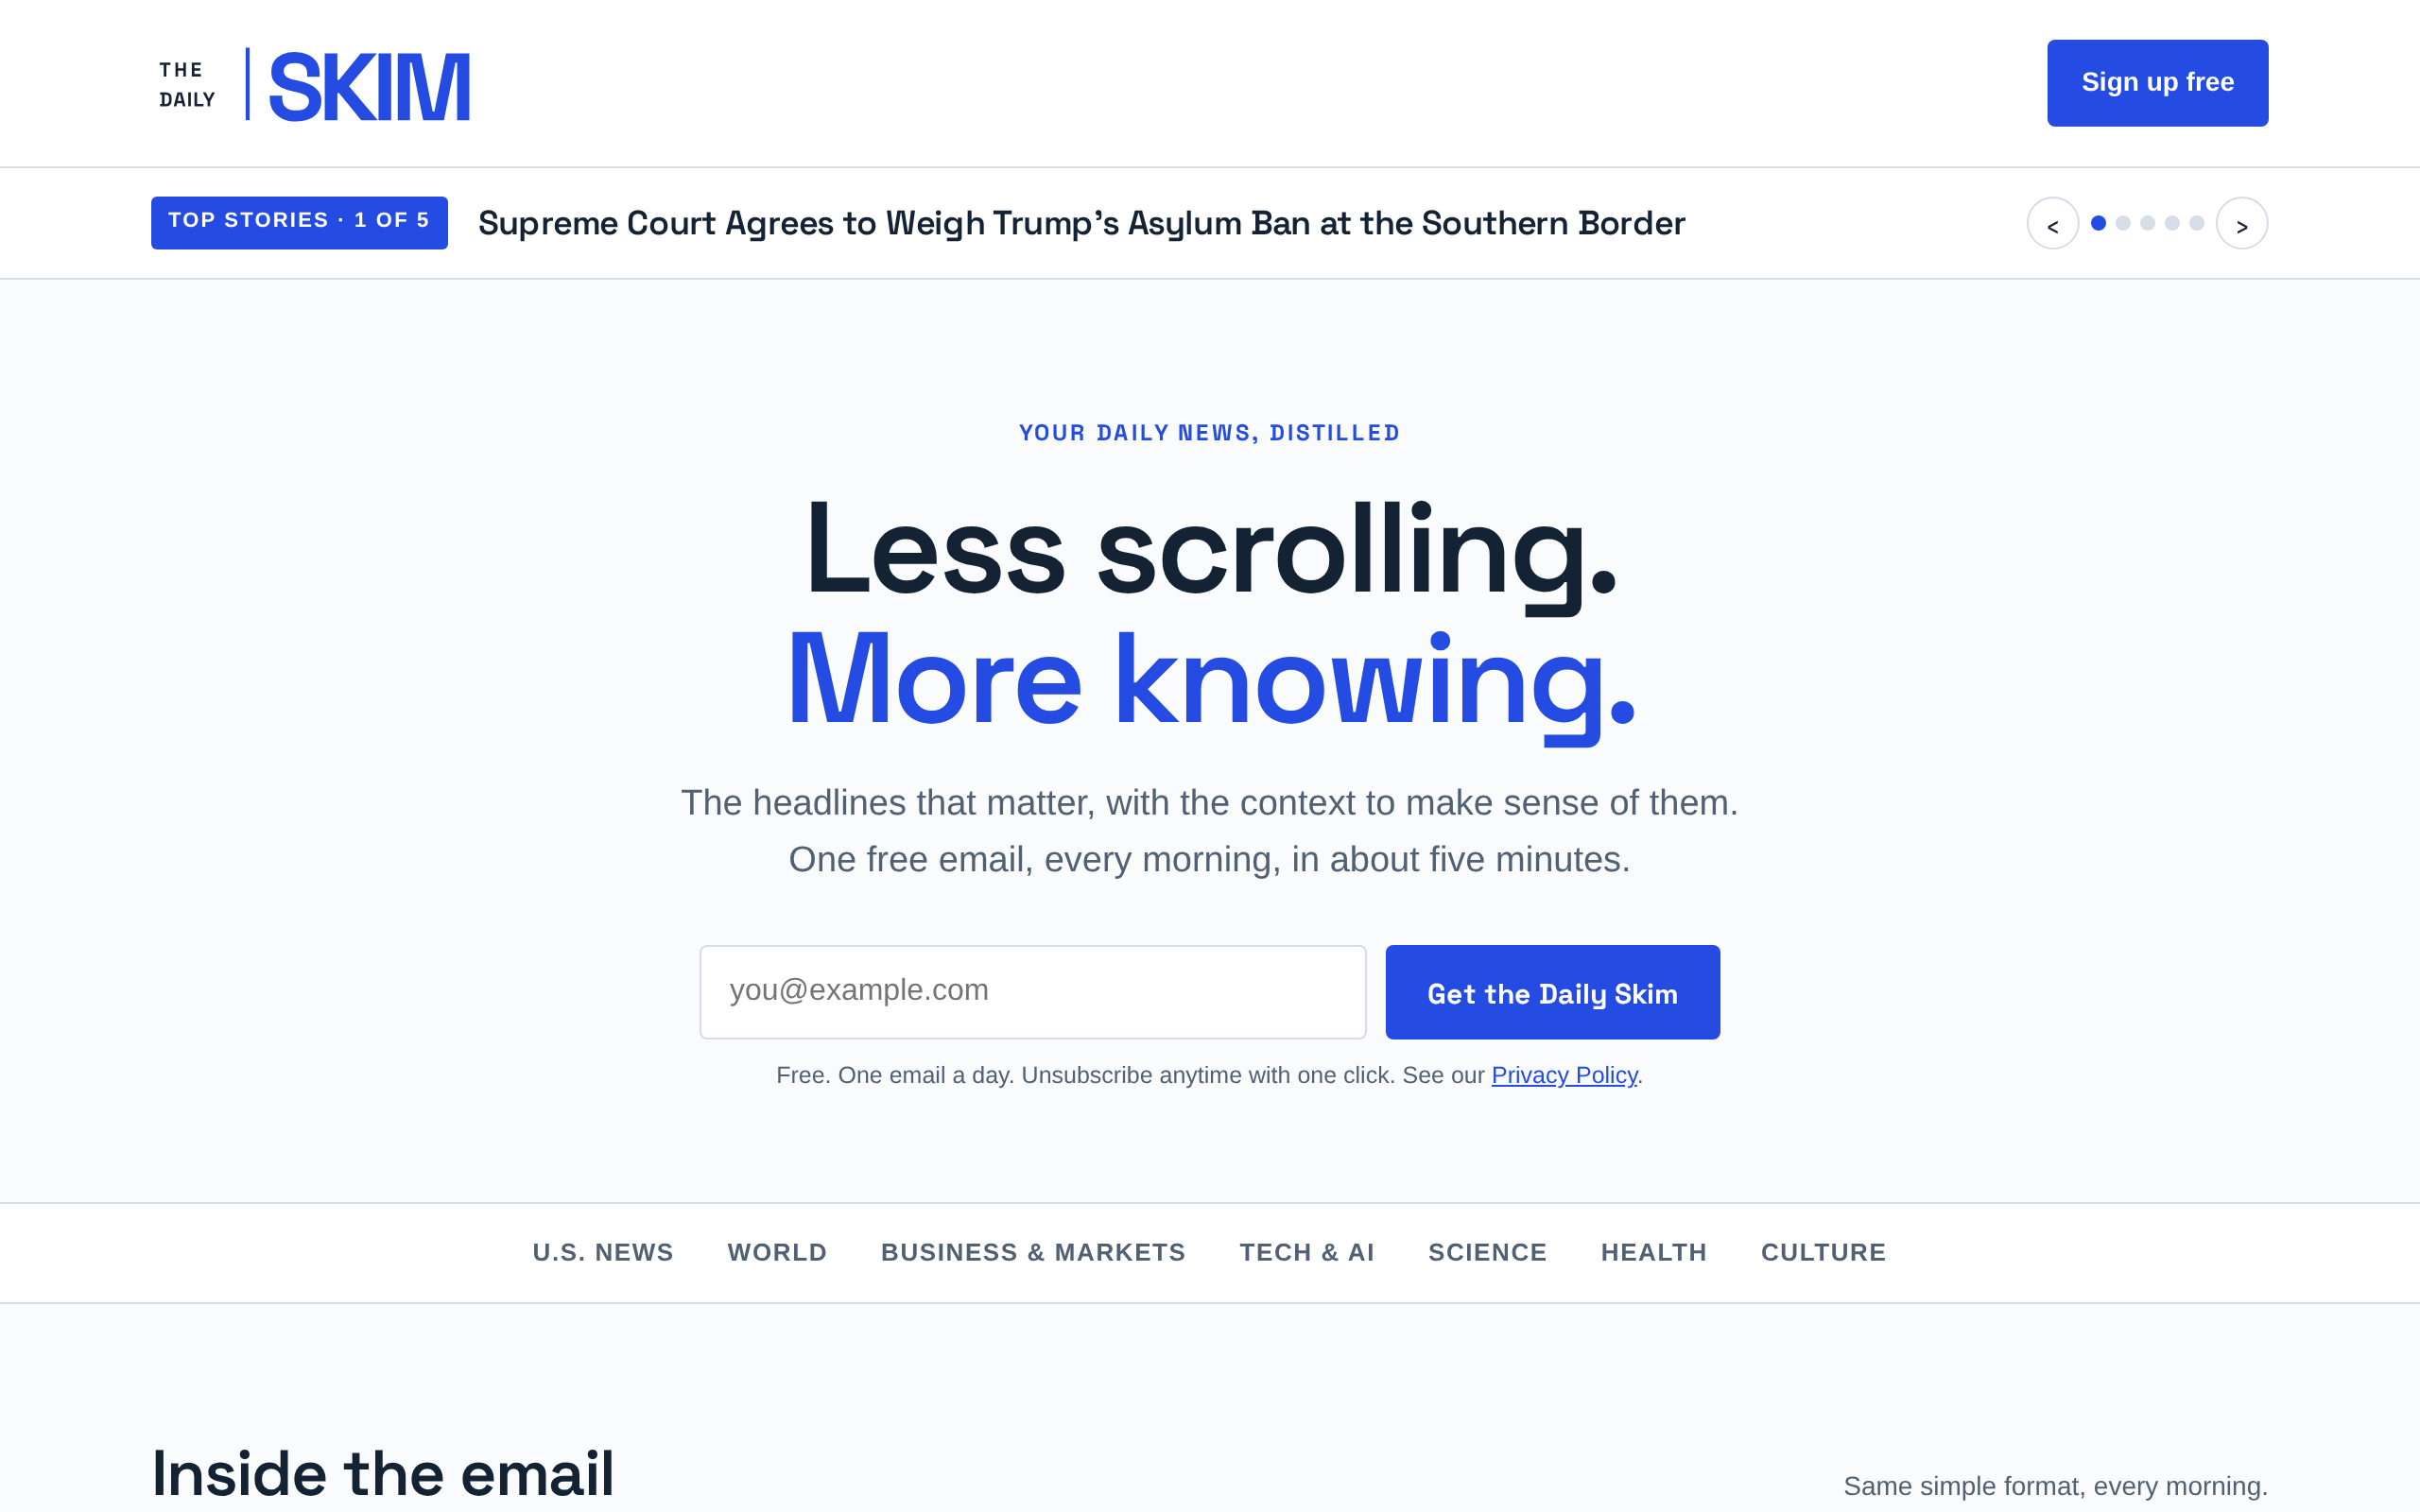 THE
DAILY
SKIM
Sign up free
TOP STORIES · 1 OF 5
Supreme Court Agrees to Weigh Trump’s Asylum Ban at the Southern Border
<
>
YOUR DAILY NEWS, DISTILLED
Less scrolling.
More knowing.
The headlines that matter, with the context to make sense of them.
One free email, every morning, in about five minutes.
you@example.com
Get the Daily Skim
Free. One email a day. Unsubscribe anytime with one click. See our Privacy Policy.
U.S. NEWS WORLD BUSINESS & MARKETS TECH & AI SCIENCE HEALTH CULTURE
Inside the email
Same simple format, every morning.